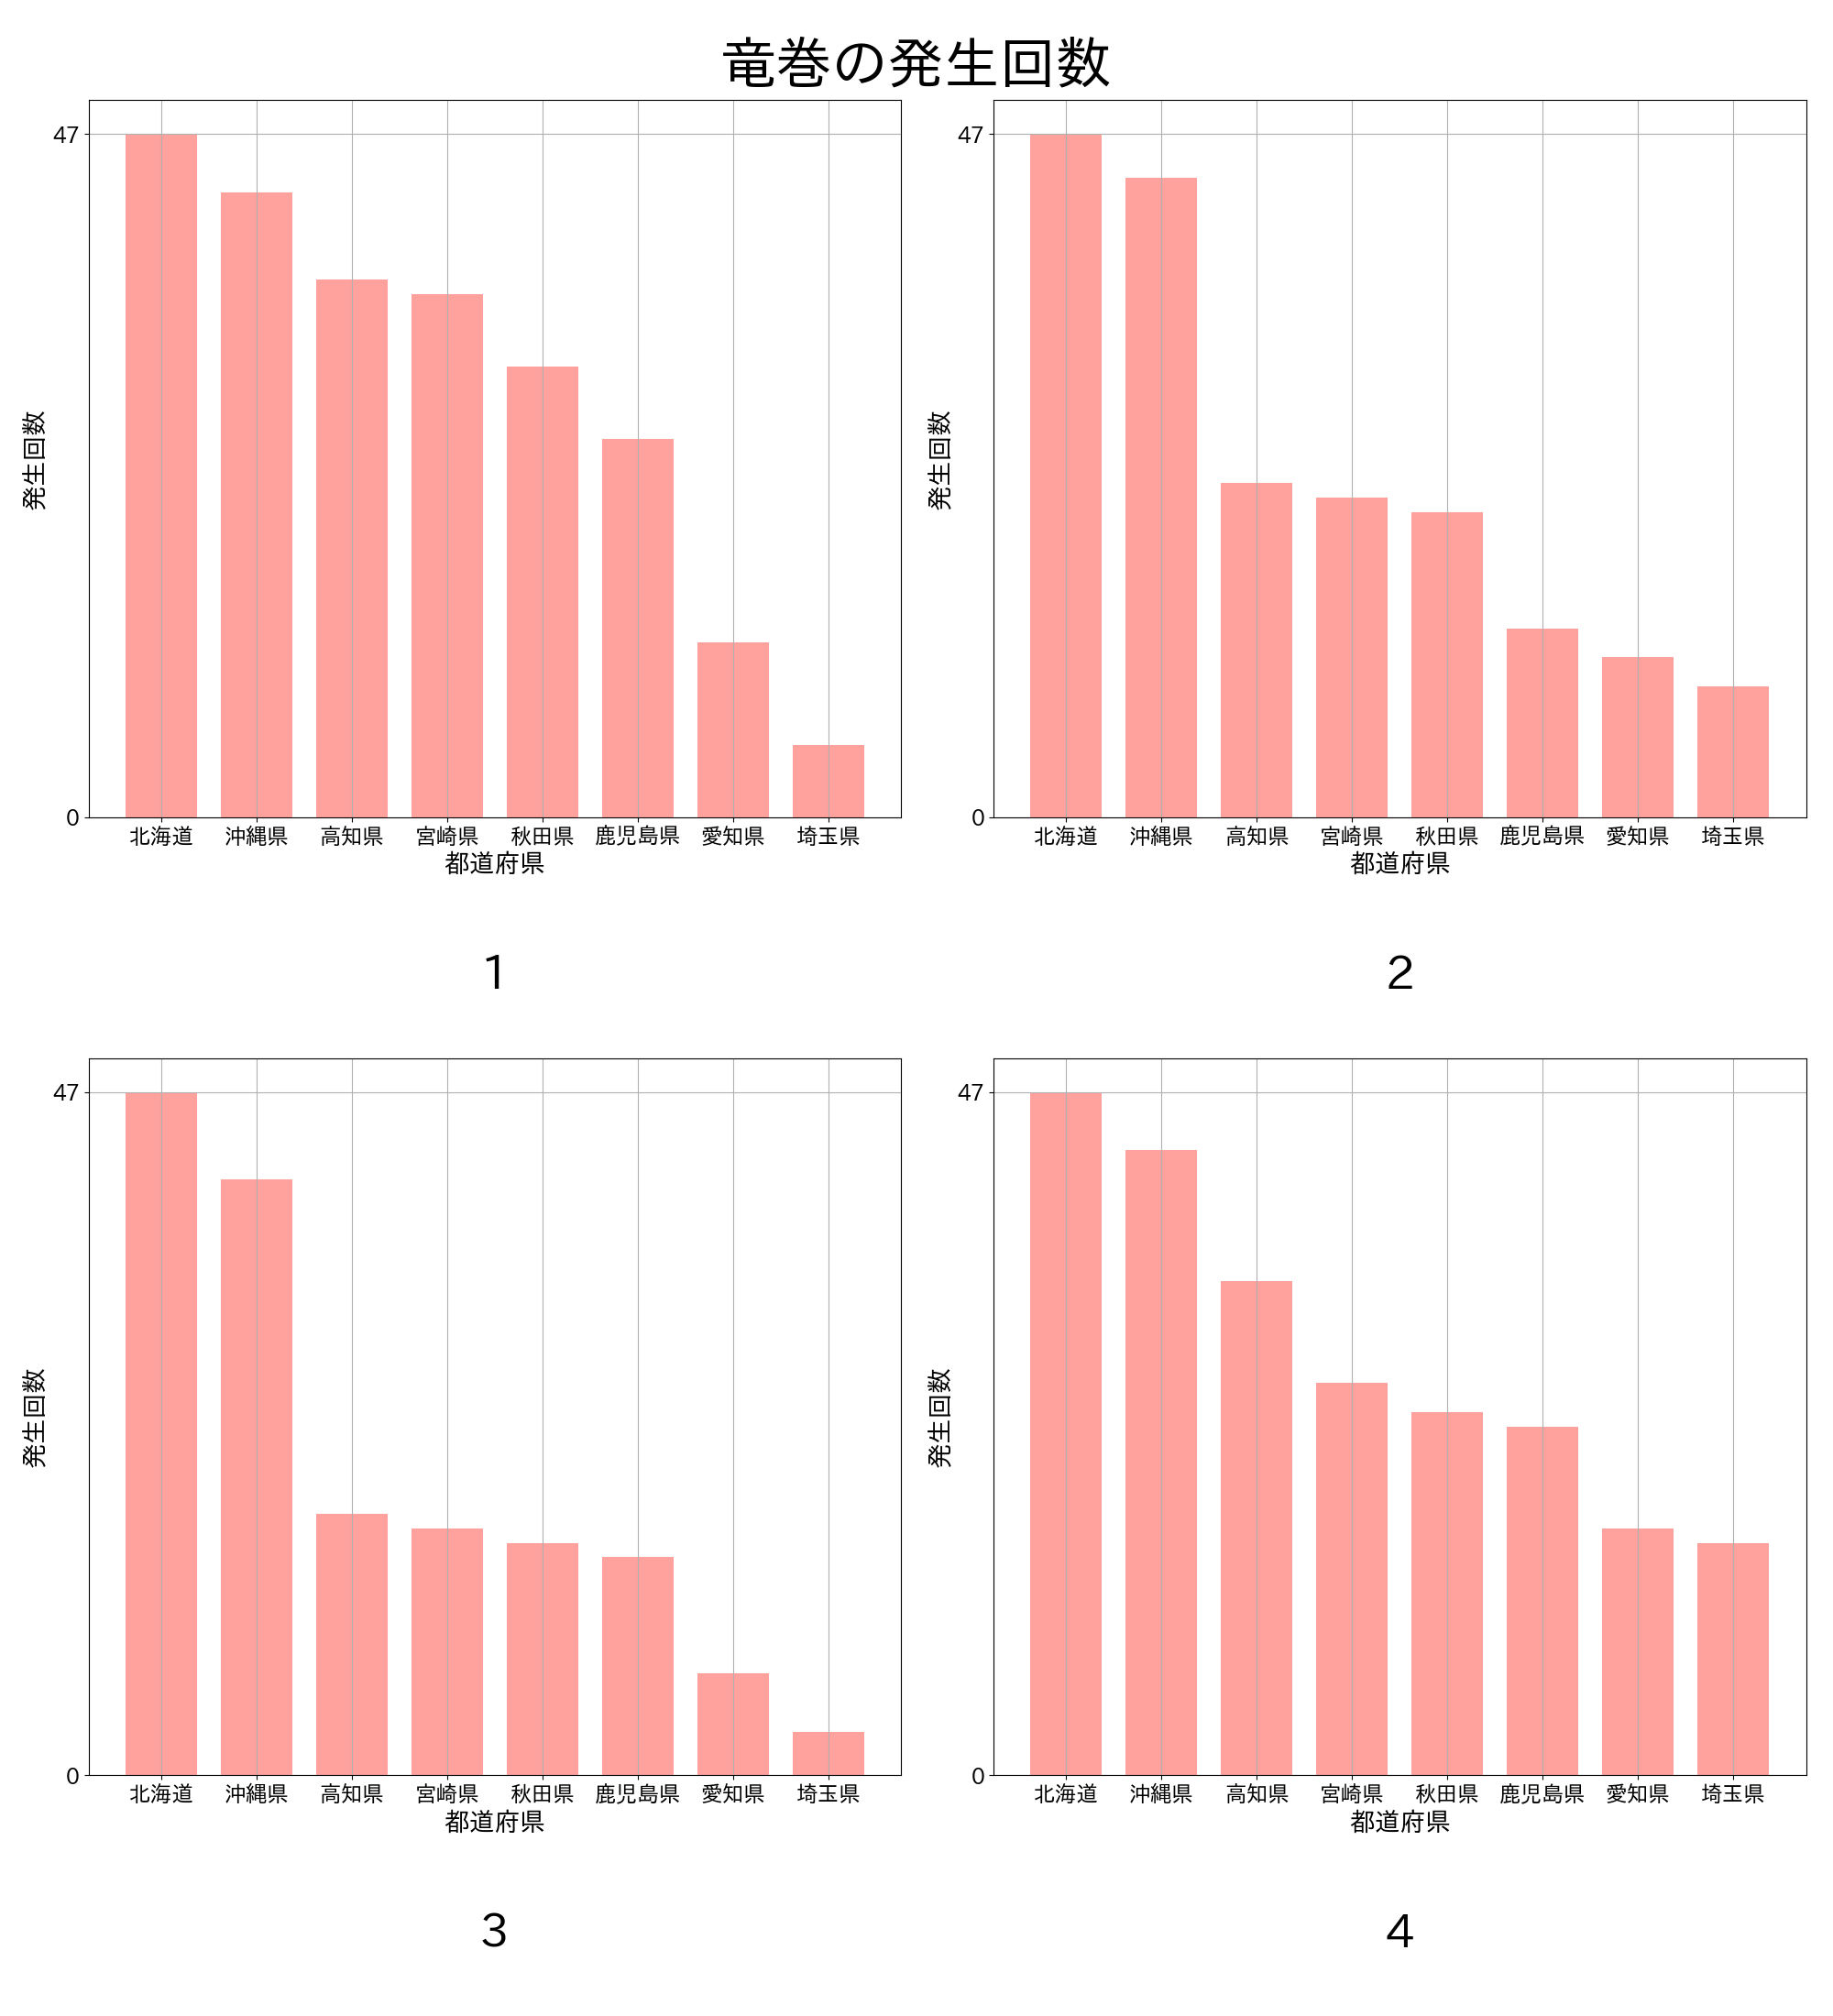 竜巻の発生回数
47
0
発生回数
北海道 沖縄県 高知県 宮崎県 秋田県 鹿児島県 愛知県 埼玉県
都道府県
1
47
0
発生回数
北海道 沖縄県 高知県 宮崎県 秋田県 鹿児島県 愛知県 埼玉県
都道府県
2
47
0
発生回数
北海道 沖縄県 高知県 宮崎県 秋田県 鹿児島県 愛知県 埼玉県
都道府県
3
47
0
発生回数
北海道 沖縄県 高知県 宮崎県 秋田県 鹿児島県 愛知県 埼玉県
都道府県
4